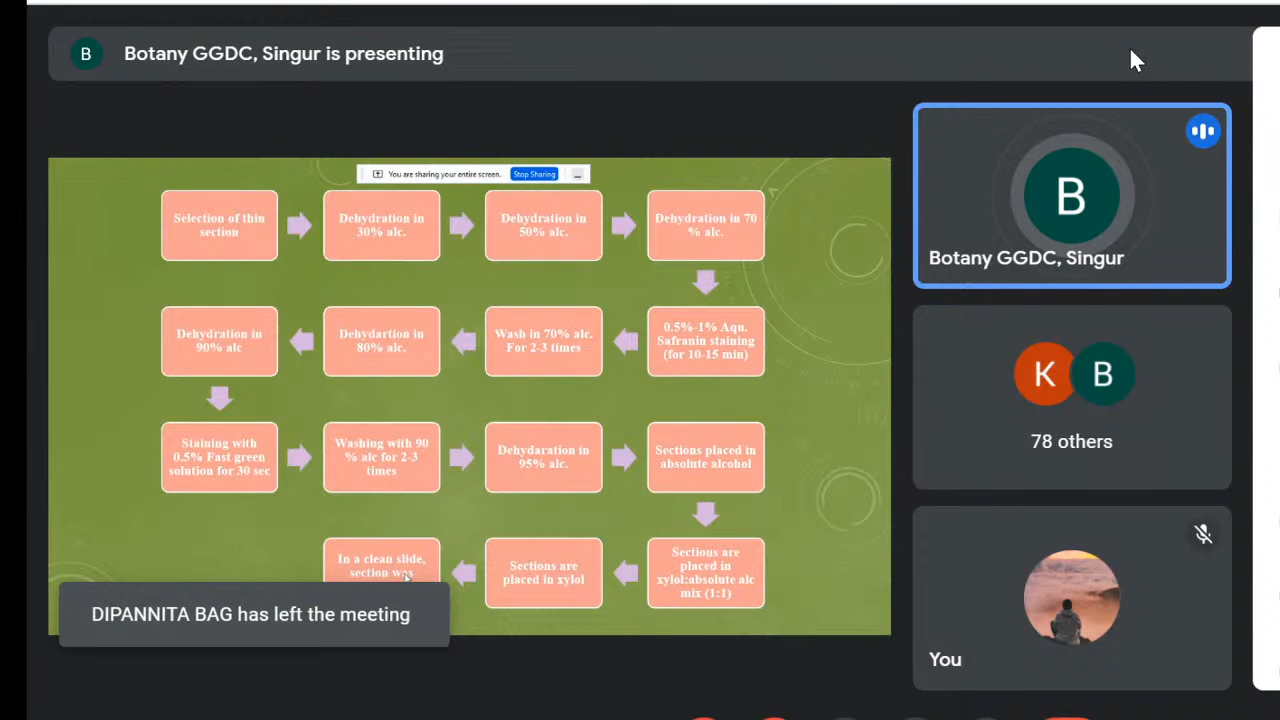 B
Botany GGDC, Singur is presenting
You are sharing your entire screen.
Stop Sharing
Selection of thin
section
Dehydration in
30% alc.
Dehydration in
50% alc.
Dehydration in 70
% alc.
Dehydration in
90% alc
Dehydartion in
80% alc.
Wash in 70% alc.
For 2-3 times
0.5%-1% Aqu.
Safranin staining
(for 10-15 min)
Staining with
0.5% Fast green
solution for 30 sec
Washing with 90
% alc for 2-3
times
Dehydaration in
95% alc.
Sections placed in
absolute alcohol
In a clean slide,
section was
Sections are
placed in xylol
Sections are
placed in
xylol:absolute alc
mix (1:1)
DIPANNITA BAG has left the meeting
B
Botany GGDC, Singur
K
B
78 others
You